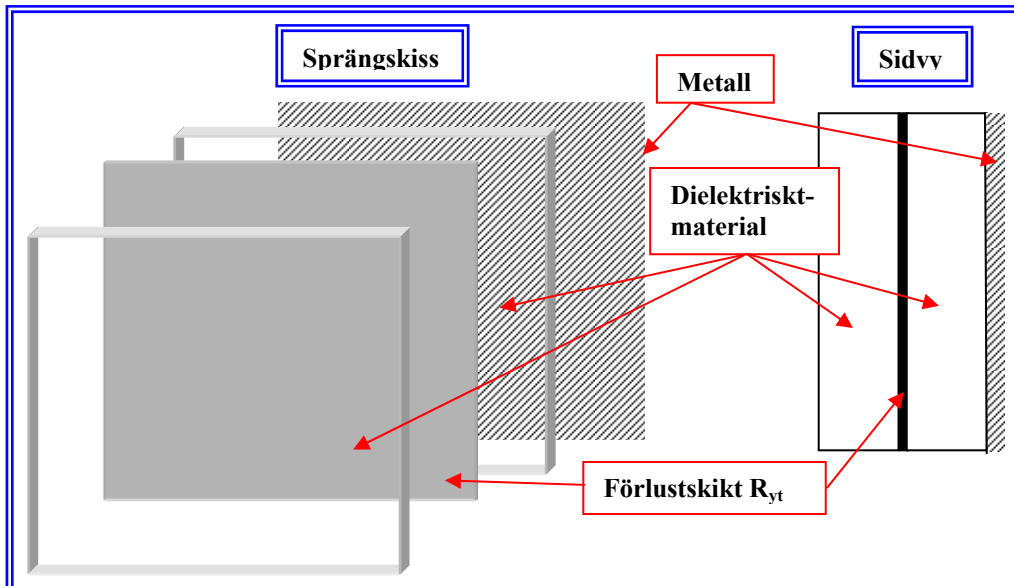 Sprängskiss
Sidvy
Metall
Dielektriskt-
material
Förlustskikt Ryt